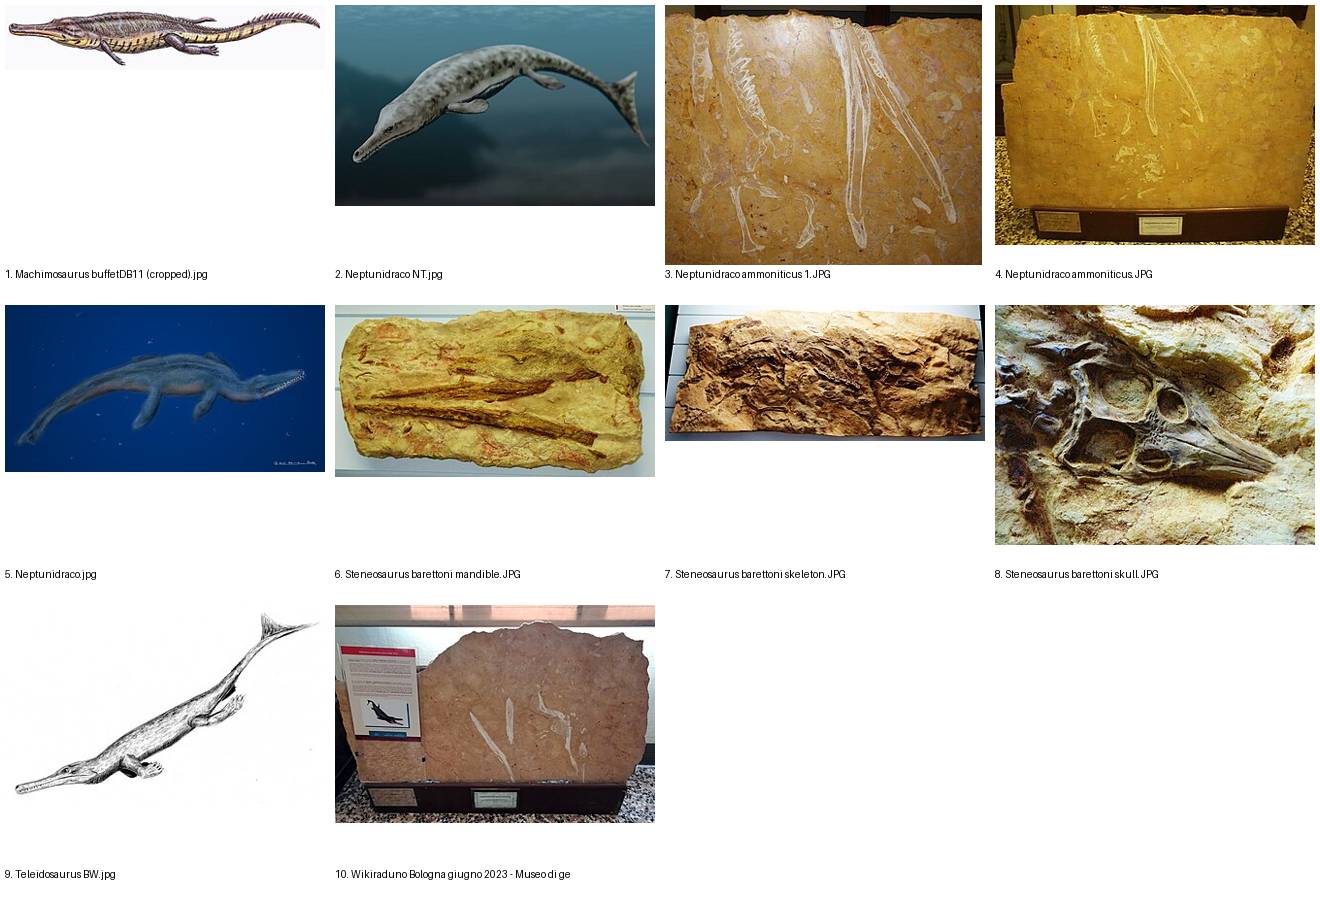 1. Machimosaurus buffetDB11 (cropped).jpg
2. Neptunidraco NT.jpg
3. Neptunidraco ammoniticus 1.JPG
4. Neptunidraco ammoniticus.JPG
5. Neptunidraco.jpg
6. Steneosaurus barettoni mandible.JPG
7. Steneosaurus barettoni skeleton.JPG
8. Steneosaurus barettoni skull.JPG
9. Teleidosaurus BW.jpg
10. Wikiraduno Bologna giugno 2023 - Museo di ge